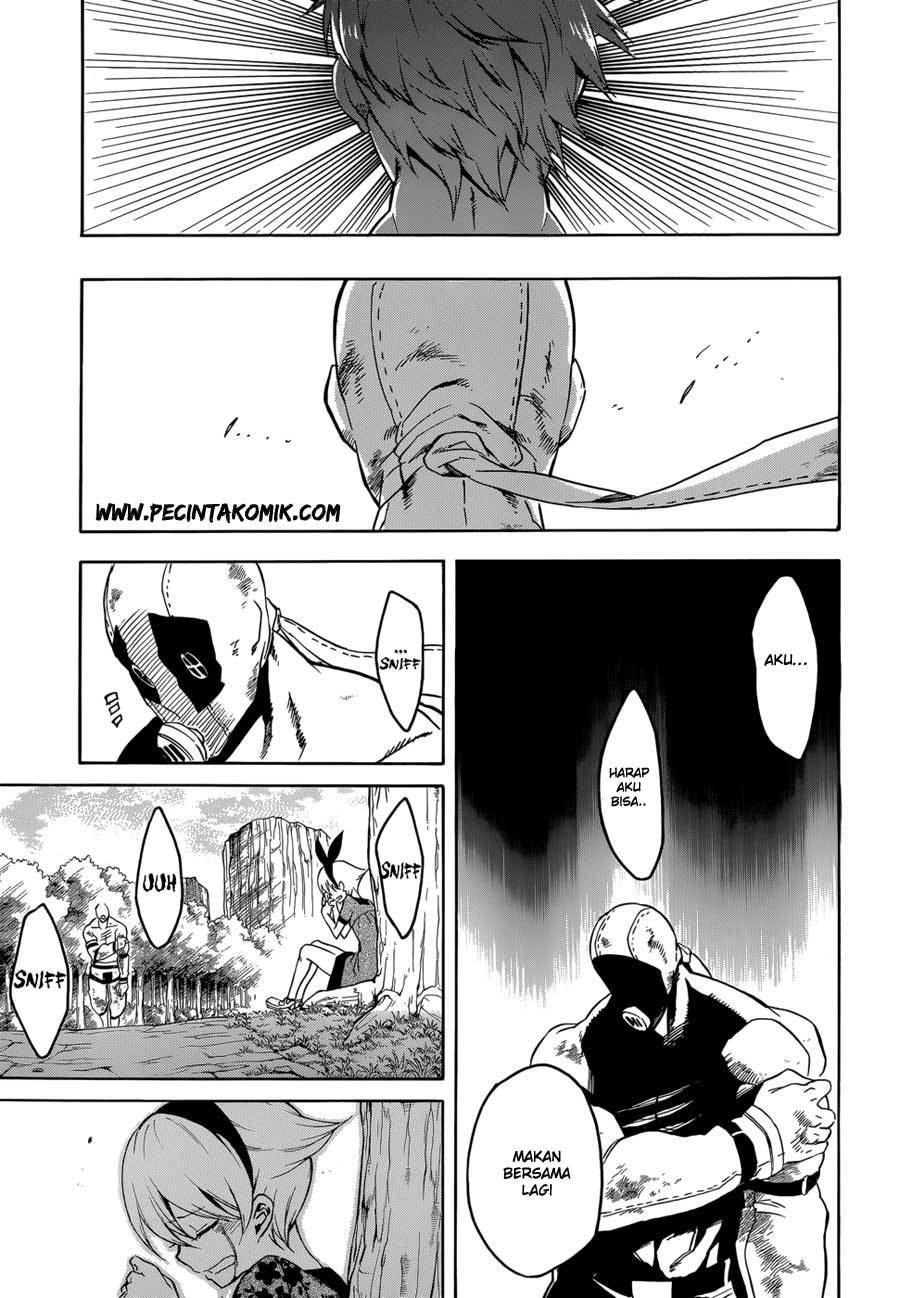 WWW.PECINTAKOMIK.COM
AKU...
HARAP
AKU
BISA..
MAKAN
BERSAMA
LAGI
...
SNIFF
SNIFF
UUH
SNIFF